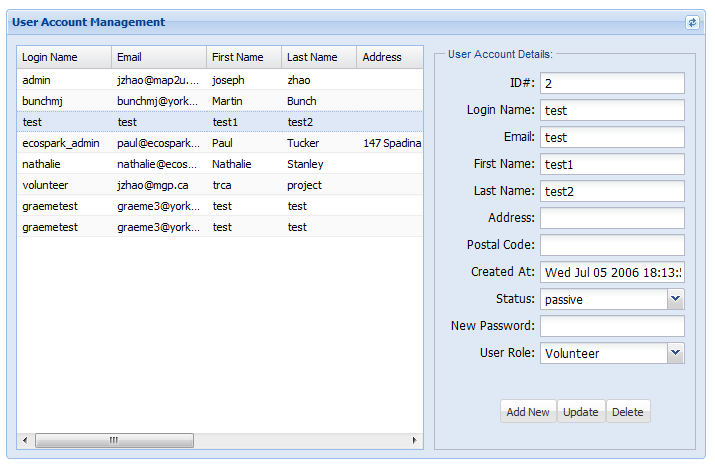 User Account Management
Login Name Email First Name Last Name Address
admin jzhao@map2u.... joseph zhao
bunchmj bunchmj@york... Martin Bunch
test test test1 test2
ecospark_admin paul@ecospark... Paul Tucker 147 Spadina
nathalie nathalie@ecos... Nathalie Stanley
volunteer jzhao@mgp.ca trca project
graemetest graeme3@york... test test
graemetest graeme3@york... test test
User Account Details:
ID#: 2
Login Name: test
Email: test
First Name: test1
Last Name: test2
Address:
Postal Code:
Created At: Wed Jul 05 2006 18:13:5
Status: passive
New Password:
User Role: Volunteer
Add New Update Delete